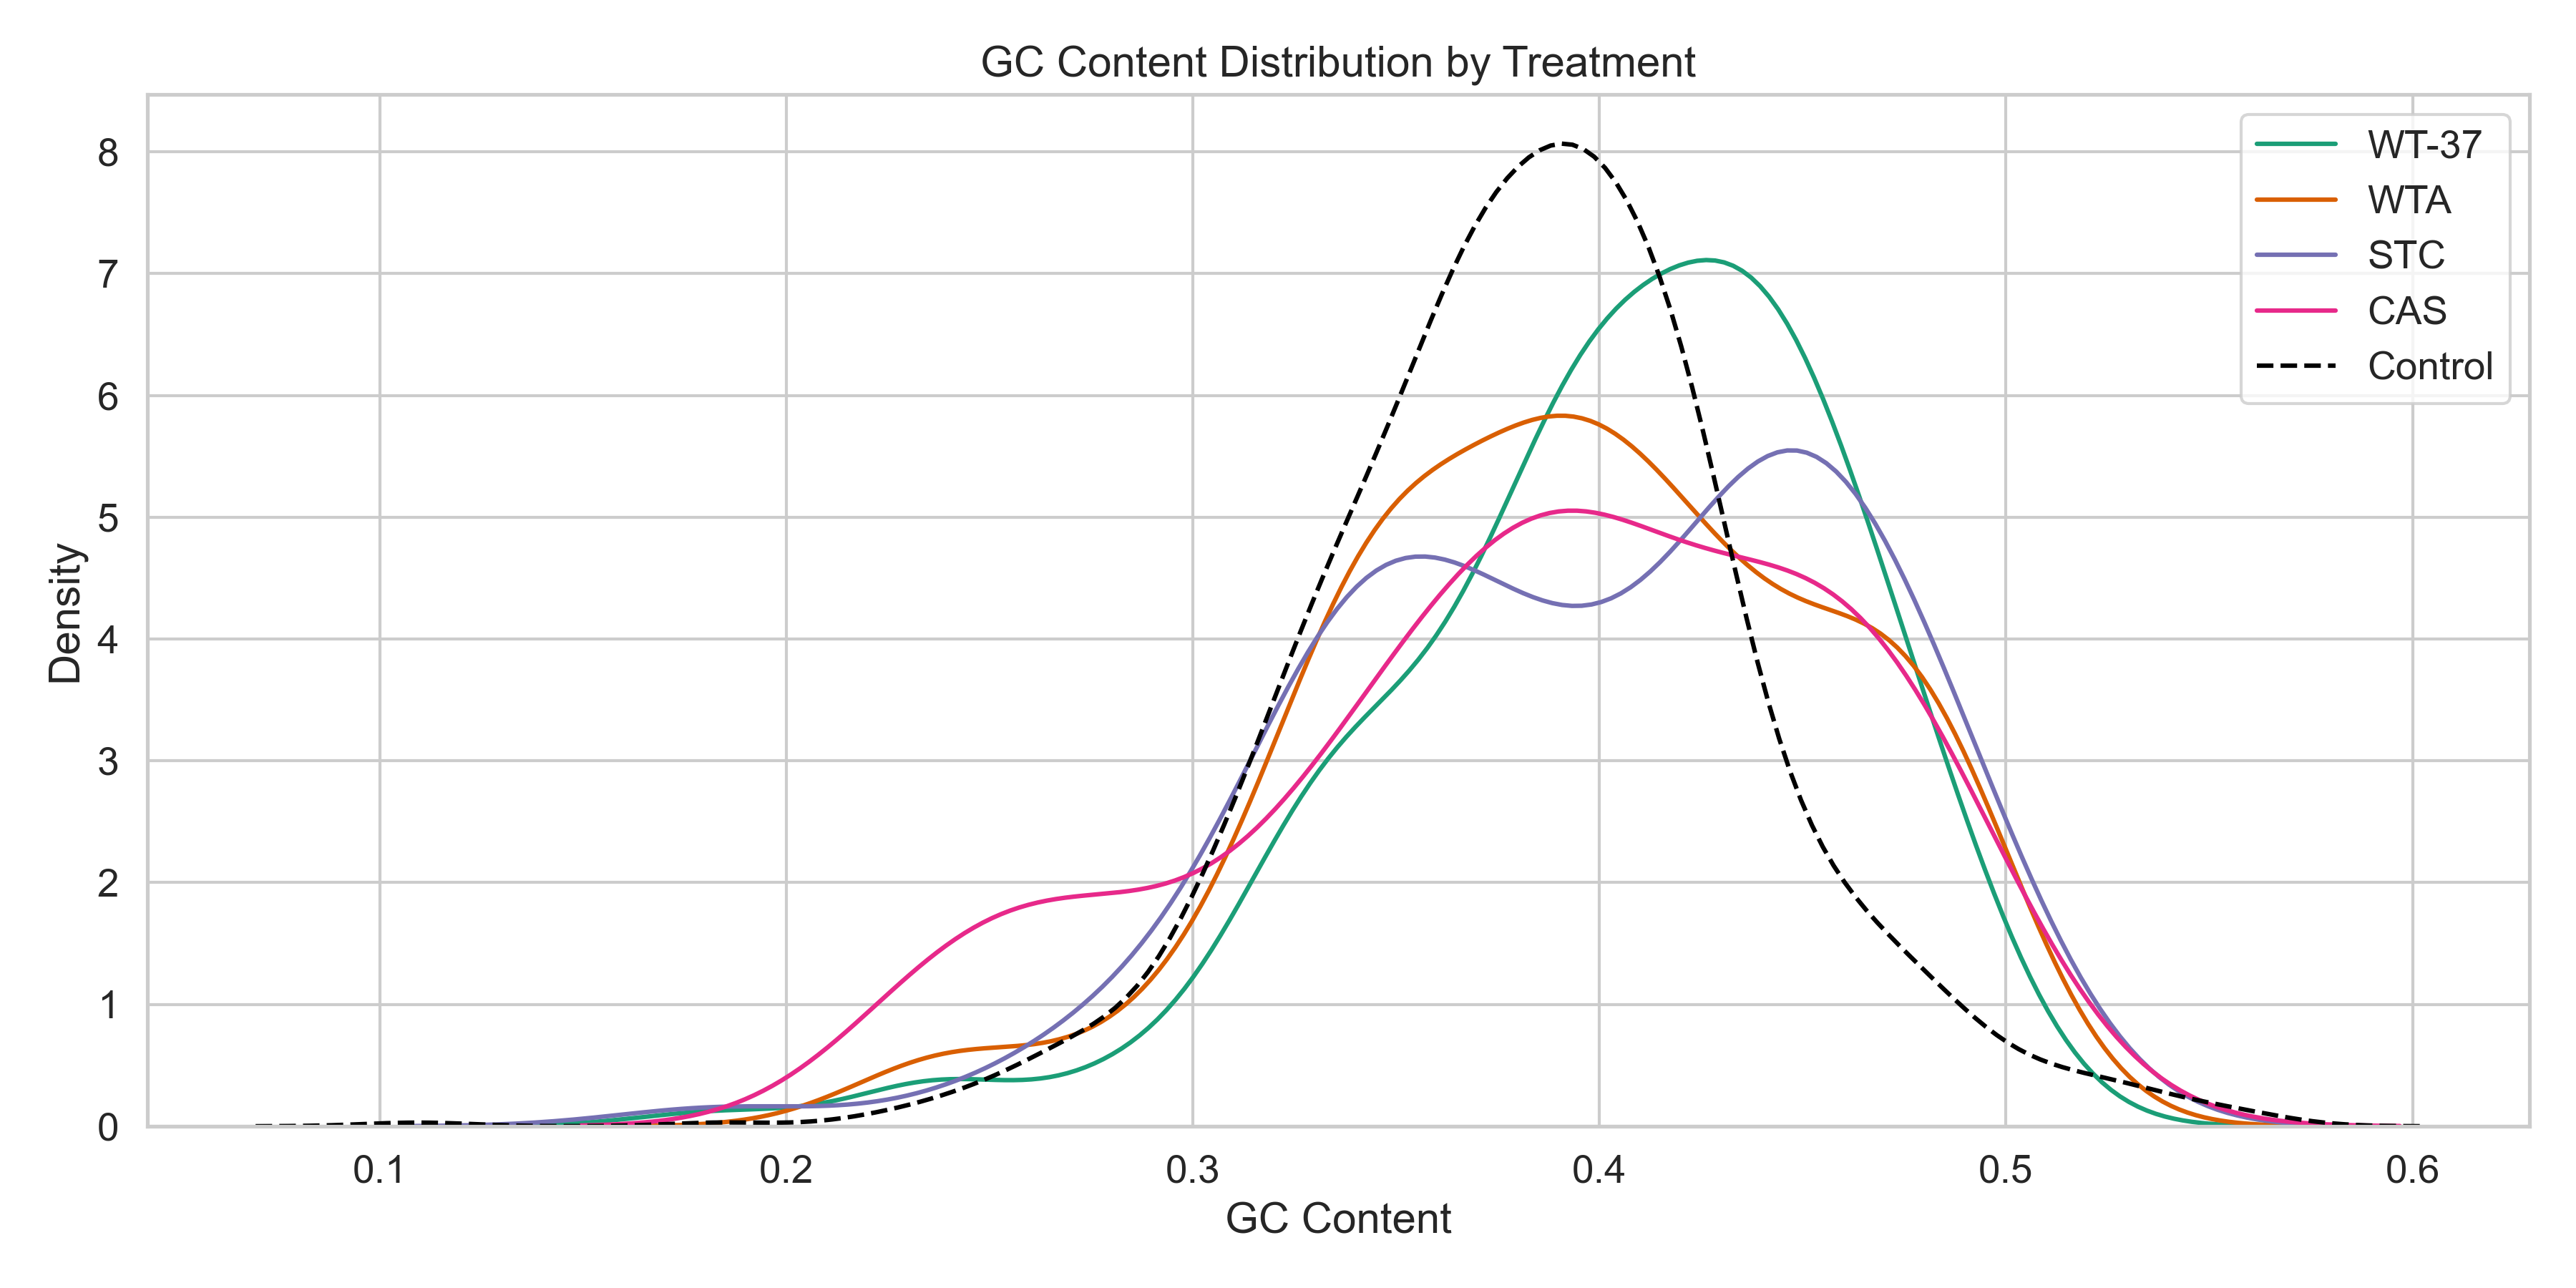 GC Content Distribution by Treatment
WT-37
WTA
STC
CAS
Control
8
7
6
5
4
3
2
1
0
Density
0.1 0.2 0.3 0.4 0.5 0.6
GC Content